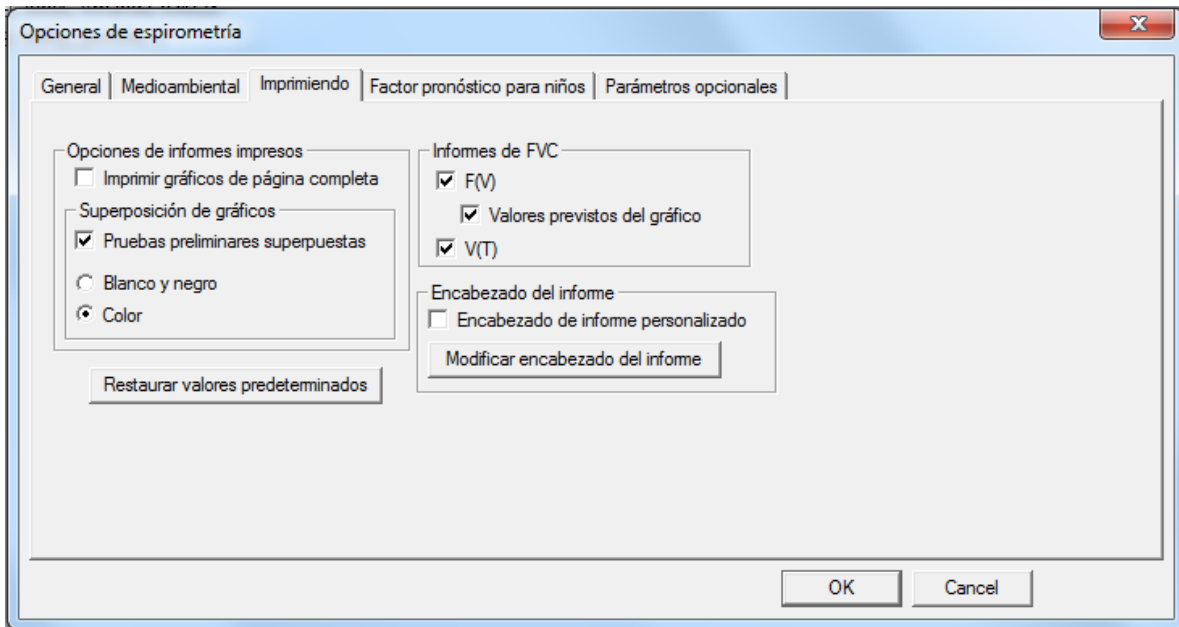 Opciones de espirometría
General
Medioambiental
Imprimiendo
Factor pronóstico para niños
Parámetros opcionales
Opciones de informes impresos
Imprimir gráficos de página completa
Superposición de gráficos
Pruebas preliminares superpuestas
Blanco y negro
Color
Restaurar valores predeterminados
Informes de FVC
F(V)
Valores previstos del gráfico
V(T)
Encabezado del informe
Encabezado de informe personalizado
Modificar encabezado del informe
OK
Cancel